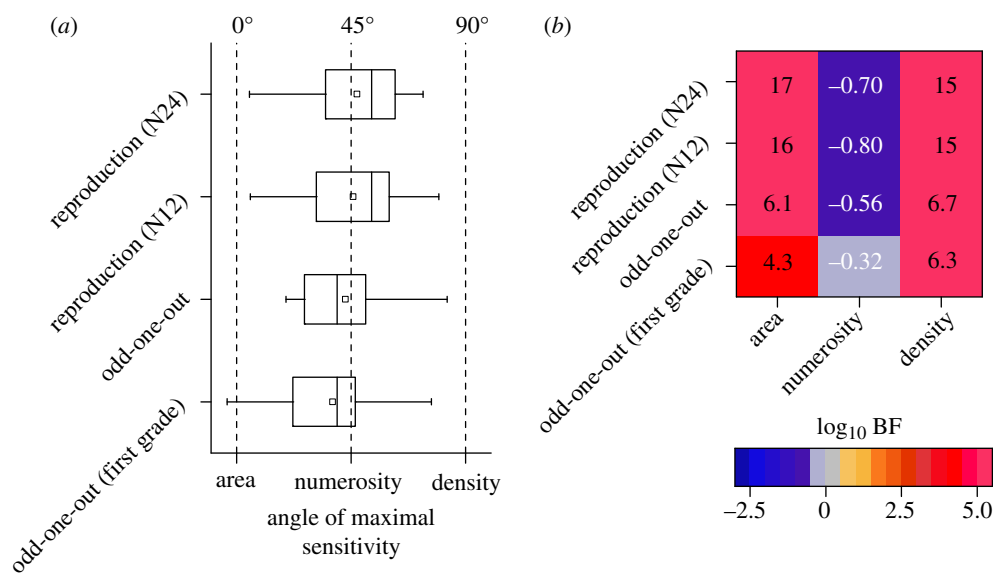 (a)
0°
45°
90°
reproduction (N24)
reproduction (N12)
odd-one-out
odd-one-out (first grade)
area
numerosity
density
angle of maximal
sensitivity
(b)
reproduction (N24)
reproduction (N12)
odd-one-out
odd-one-out (first grade)
17 –0.70 15
16 –0.80 15
6.1 –0.56 6.7
4.3 –0.32 6.3
area
numerosity
density
log10 BF
–2.5 0 2.5 5.0